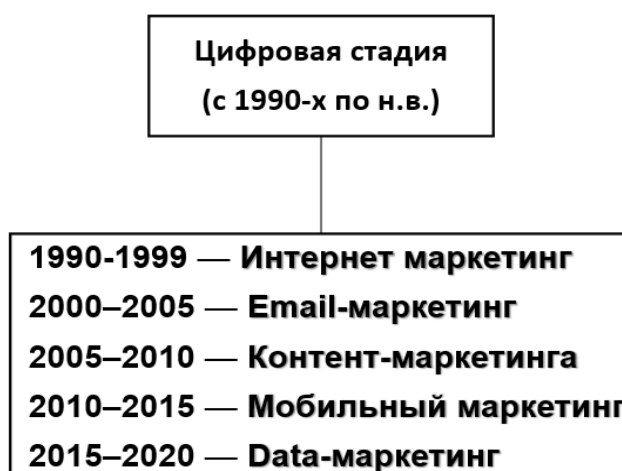 Цифровая стадия
(с 1990-х по н.в.)
1990-1999 — Интернет маркетинг
2000–2005 — Email-маркетинг
2005–2010 — Контент-маркетинга
2010–2015 — Мобильный маркетинг
2015–2020 — Data-маркетинг